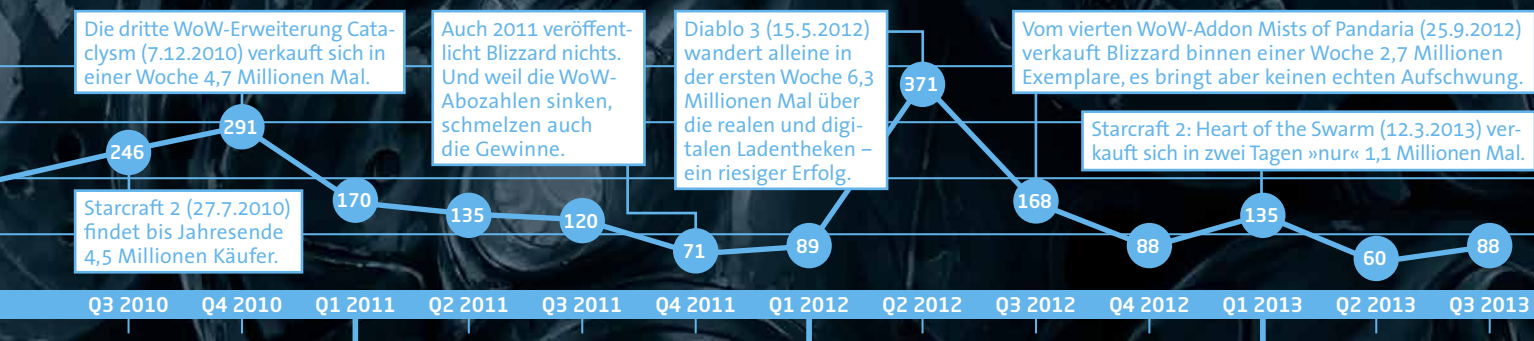 Die dritte WoW-Erweiterung Cata-
clysm (7.12.2010) verkauft sich in
einer Woche 4,7 Millionen Mal.
Auch 2011 veröffent-
licht Blizzard nichts.
Und weil die WoW-
Abozahlen sinken,
schmelzen auch
die Gewinne.
Diablo 3 (15.5.2012)
wandert alleine in
der ersten Woche 6,3
Millionen Mal über
die realen und digi-
talen Ladentheken –
ein riesiger Erfolg.
Vom vierten WoW-Addon Mists of Pandaria (25.9.2012)
verkauft Blizzard binnen einer Woche 2,7 Millionen
Exemplare, es bringt aber keinen echten Aufschwung.
Starcraft 2: Heart of the Swarm (12.3.2013) ver-
kauft sich in zwei Tagen »nur« 1,1 Millionen Mal.
Starcraft 2 (27.7.2010)
findet bis Jahresende
4,5 Millionen Käufer.
246
291
170
135
120
71
89
371
168
88
135
60
88
Q3 2010
Q4 2010
Q1 2011
Q2 2011
Q3 2011
Q4 2011
Q1 2012
Q2 2012
Q3 2012
Q4 2012
Q1 2013
Q2 2013
Q3 2013